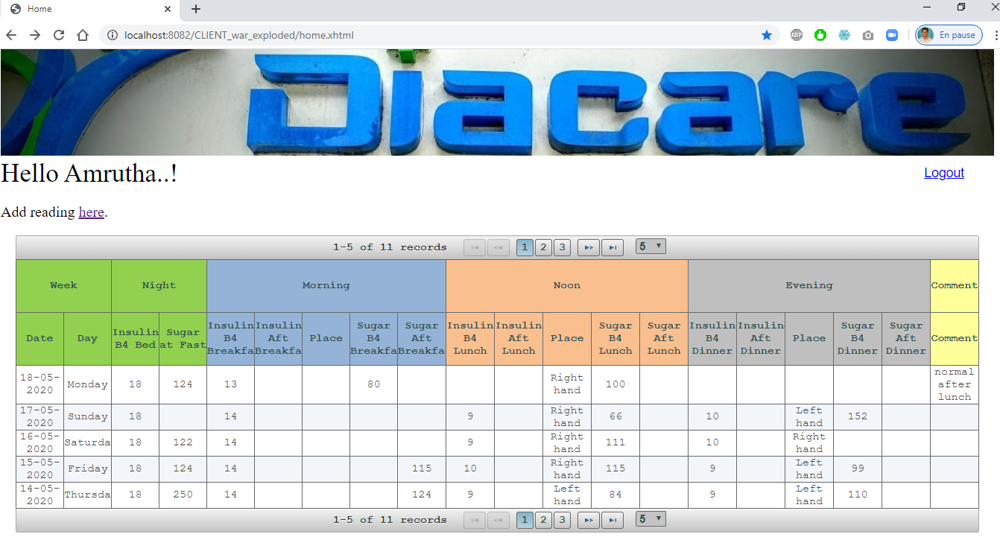 Home
localhost:8082/CLIENT_war_exploded/home.xhtml
ABP
En pause
Diacare
Hello Amrutha..!
Logout
Add reading here.
1-5 of 11 records 1 2 3 5
Week Night Morning Noon Evening Comment
Date Day Insulin B4 Bed Sugar at Fast Insulin B4 Breakfa Insulin Aft Breakfa Place Sugar B4 Breakfa Sugar Aft Breakfa Insulin B4 Lunch Insulin Aft Lunch Place Sugar B4 Lunch Sugar Aft Lunch Insulin B4 Dinner Insulin Aft Dinner Place Sugar B4 Dinner Sugar Aft Dinner Comment
18-05-2020 Monday 18 124 13 80 Right hand 100 normal after lunch
17-05-2020 Sunday 18 14 9 Right hand 66 10 Left hand 152
16-05-2020 Saturda 18 122 14 9 Right hand 111 10 Right hand
15-05-2020 Friday 18 124 14 115 10 Right hand 115 9 Left hand 99
14-05-2020 Thursda 18 250 14 124 9 Left hand 84 9 Left hand 110
1-5 of 11 records 1 2 3 5